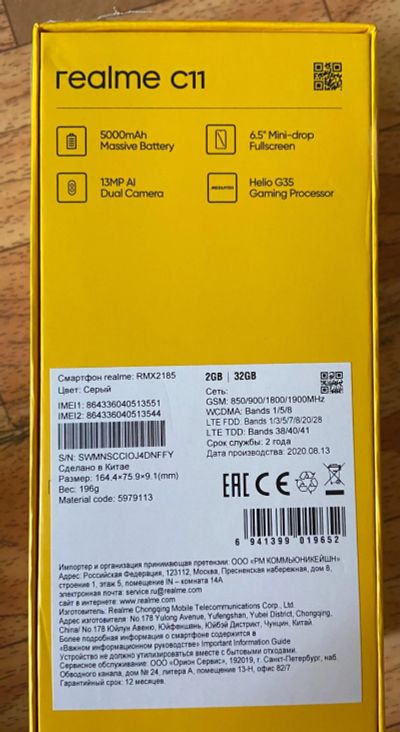 realme C11
5000mAh
Massive Battery
6.5" Mini-drop
Fullscreen
13MP AI
Dual Camera
MEDIATEK
Helio G35
Gaming Processor
Смартфон realme: RMX2185
Цвет: Серый
IMEI1: 864336040513551
IMEI2: 864336040513544
S/N: SWMNSCCIOJ4DNFFY
Сделано в Китае
Размер: 164.4*75.9*9.1(mm)
Вес: 196g
Material code: 5979113
2GB | 32GB
Сеть:
GSM: 850/900/1800/1900MHz
WCDMA: Bands 1/5/8
LTE FDD: Bands 1/3/5/7/8/20/28
LTE TDD: Bands 38/40/41
Срок службы: 2 года
Дата производства: 2020.08.13
EAC CE
6 941399 019652
Импортер и организация принимающая претензии: ООО «РМ КОММЬЮНИКЕЙШН»
Адрес: Российская Федерация, 123112, Москва, Пресненская набережная, дом 8,
строение 1, этаж 5, помещение IN – комната 14А
электронная почта: service.ru@realme.com
сайт в интернете: www.realme.com
Изготовитель: Realme Chongqing Mobile Telecommunications Corp., Ltd.
Адрес изготовителя: No.178 Yulong Avenue, Yufengshan, Yubei District, Chongqing,
China/ No 178 Юйлун Авеню, Юйфеншань, Юйбэй Дистрикт, Чунцин, Китай
Более подробная информация о смартфоне содержится в
«Важном информационном руководстве» Important Information Guide
Устройство не должно утилизироваться вместе с бытовыми отходами.
Сервисное обслуживание: ООО «Орион Сервис», 192019, г. Санкт-Петербург, наб.
Обводного канала, дом № 24, литера А, помещение 13-Н, офис 82/7
Гарантийный срок: 12 месяцев.